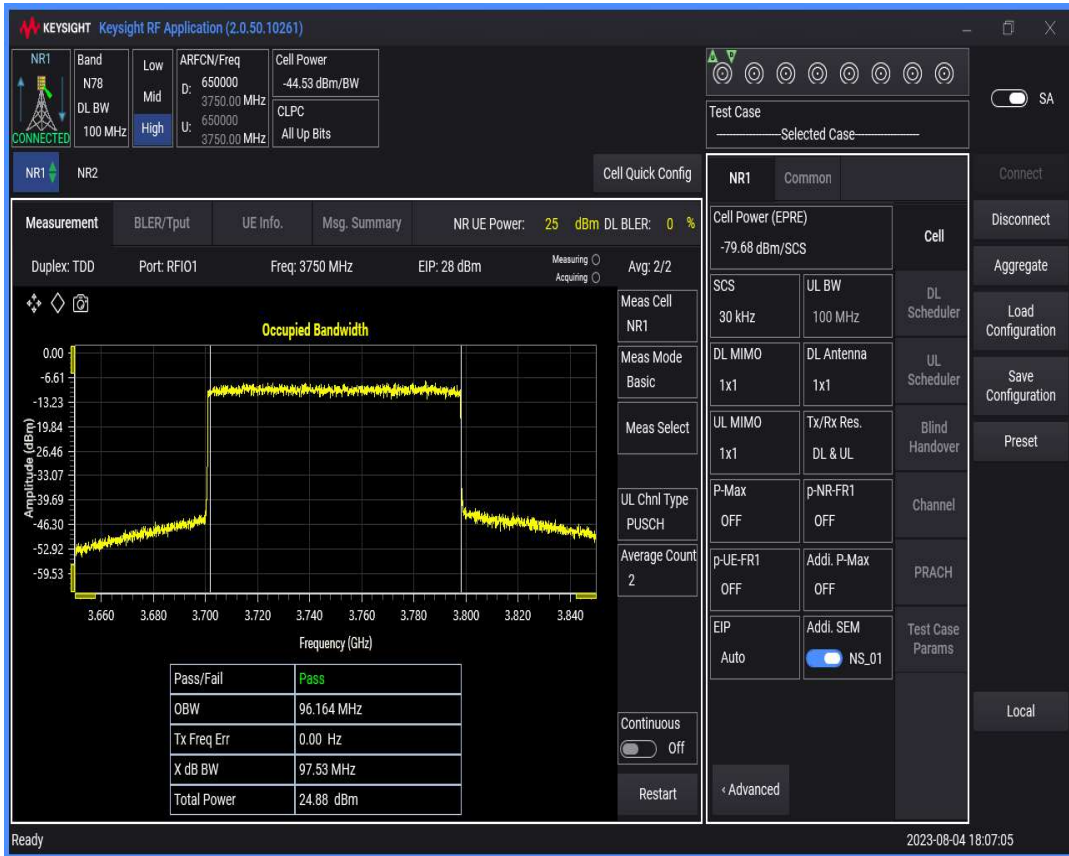 KEYSIGHT Keysight RF Application (2.0.50.10261)
NR1
CONNECTED
Band
N78
DL BW
100 MHz
Low
Mid
High
ARFCN/Freq
D: 650000
3750.00 MHz
U: 650000
3750.00 MHz
Cell Power
-44.53 dBm/BW
CLPC
All Up Bits
Test Case
--------------------Selected Case--------------------
SA
NR1 NR2
Cell Quick Config
Measurement BLER/Tput UE Info. Msg. Summary NR UE Power: 25 dBm DL BLER: 0 %
Duplex: TDD Port: RFIO1 Freq: 3750 MHz EIP: 28 dBm Measuring Avg: 2/2
Acquiring
Occupied Bandwidth
Amplitude (dBm)
0.00
-6.61
-13.23
-19.84
-26.46
-33.07
-39.69
-46.30
-52.92
-59.53
3.660 3.680 3.700 3.720 3.740 3.760 3.780 3.800 3.820 3.840
Frequency (GHz)
Pass/Fail Pass
OBW 96.164 MHz
Tx Freq Err 0.00 Hz
X dB BW 97.53 MHz
Total Power 24.88 dBm
Meas Cell
NR1
Meas Mode
Basic
Meas Select
UL Chnl Type
PUSCH
Average Count
2
Continuous
Off
Restart
NR1 Common
Cell Power (EPRE)
-79.68 dBm/SCS
SCS
30 kHz
UL BW
100 MHz
DL MIMO
1x1
DL Antenna
1x1
UL MIMO
1x1
Tx/Rx Res.
DL & UL
P-Max
OFF
p-NR-FR1
OFF
p-UE-FR1
OFF
Addi. P-Max
OFF
EIP
Auto
Addi. SEM
NS_01
‹ Advanced
Cell
DL
Scheduler
UL
Scheduler
Blind
Handover
Channel
PRACH
Test Case
Params
Connect
Disconnect
Aggregate
Load
Configuration
Save
Configuration
Preset
Local
Ready
2023-08-04 18:07:05